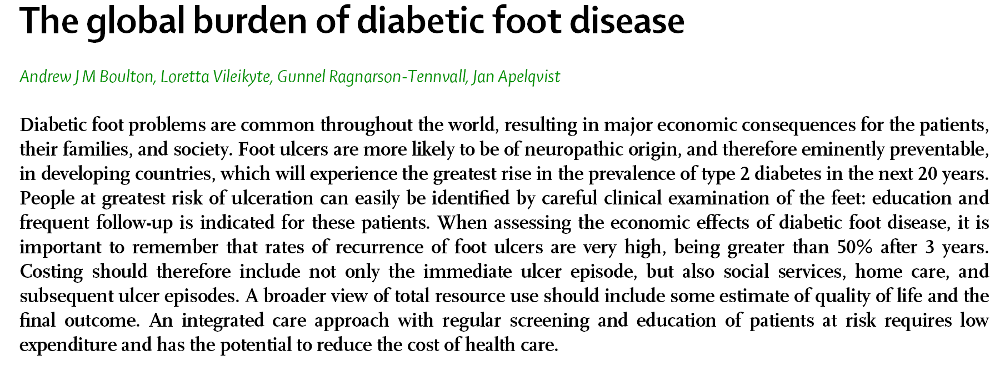 The global burden of diabetic foot disease
Andrew J M Boulton, Loretta Vileikyte, Gunnel Ragnarson-Tennvall, Jan Apelqvist
Diabetic foot problems are common throughout the world, resulting in major economic consequences for the patients,
their families, and society. Foot ulcers are more likely to be of neuropathic origin, and therefore eminently preventable,
in developing countries, which will experience the greatest rise in the prevalence of type 2 diabetes in the next 20 years.
People at greatest risk of ulceration can easily be identified by careful clinical examination of the feet: education and
frequent follow-up is indicated for these patients. When assessing the economic effects of diabetic foot disease, it is
important to remember that rates of recurrence of foot ulcers are very high, being greater than 50% after 3 years.
Costing should therefore include not only the immediate ulcer episode, but also social services, home care, and
subsequent ulcer episodes. A broader view of total resource use should include some estimate of quality of life and the
final outcome. An integrated care approach with regular screening and education of patients at risk requires low
expenditure and has the potential to reduce the cost of health care.